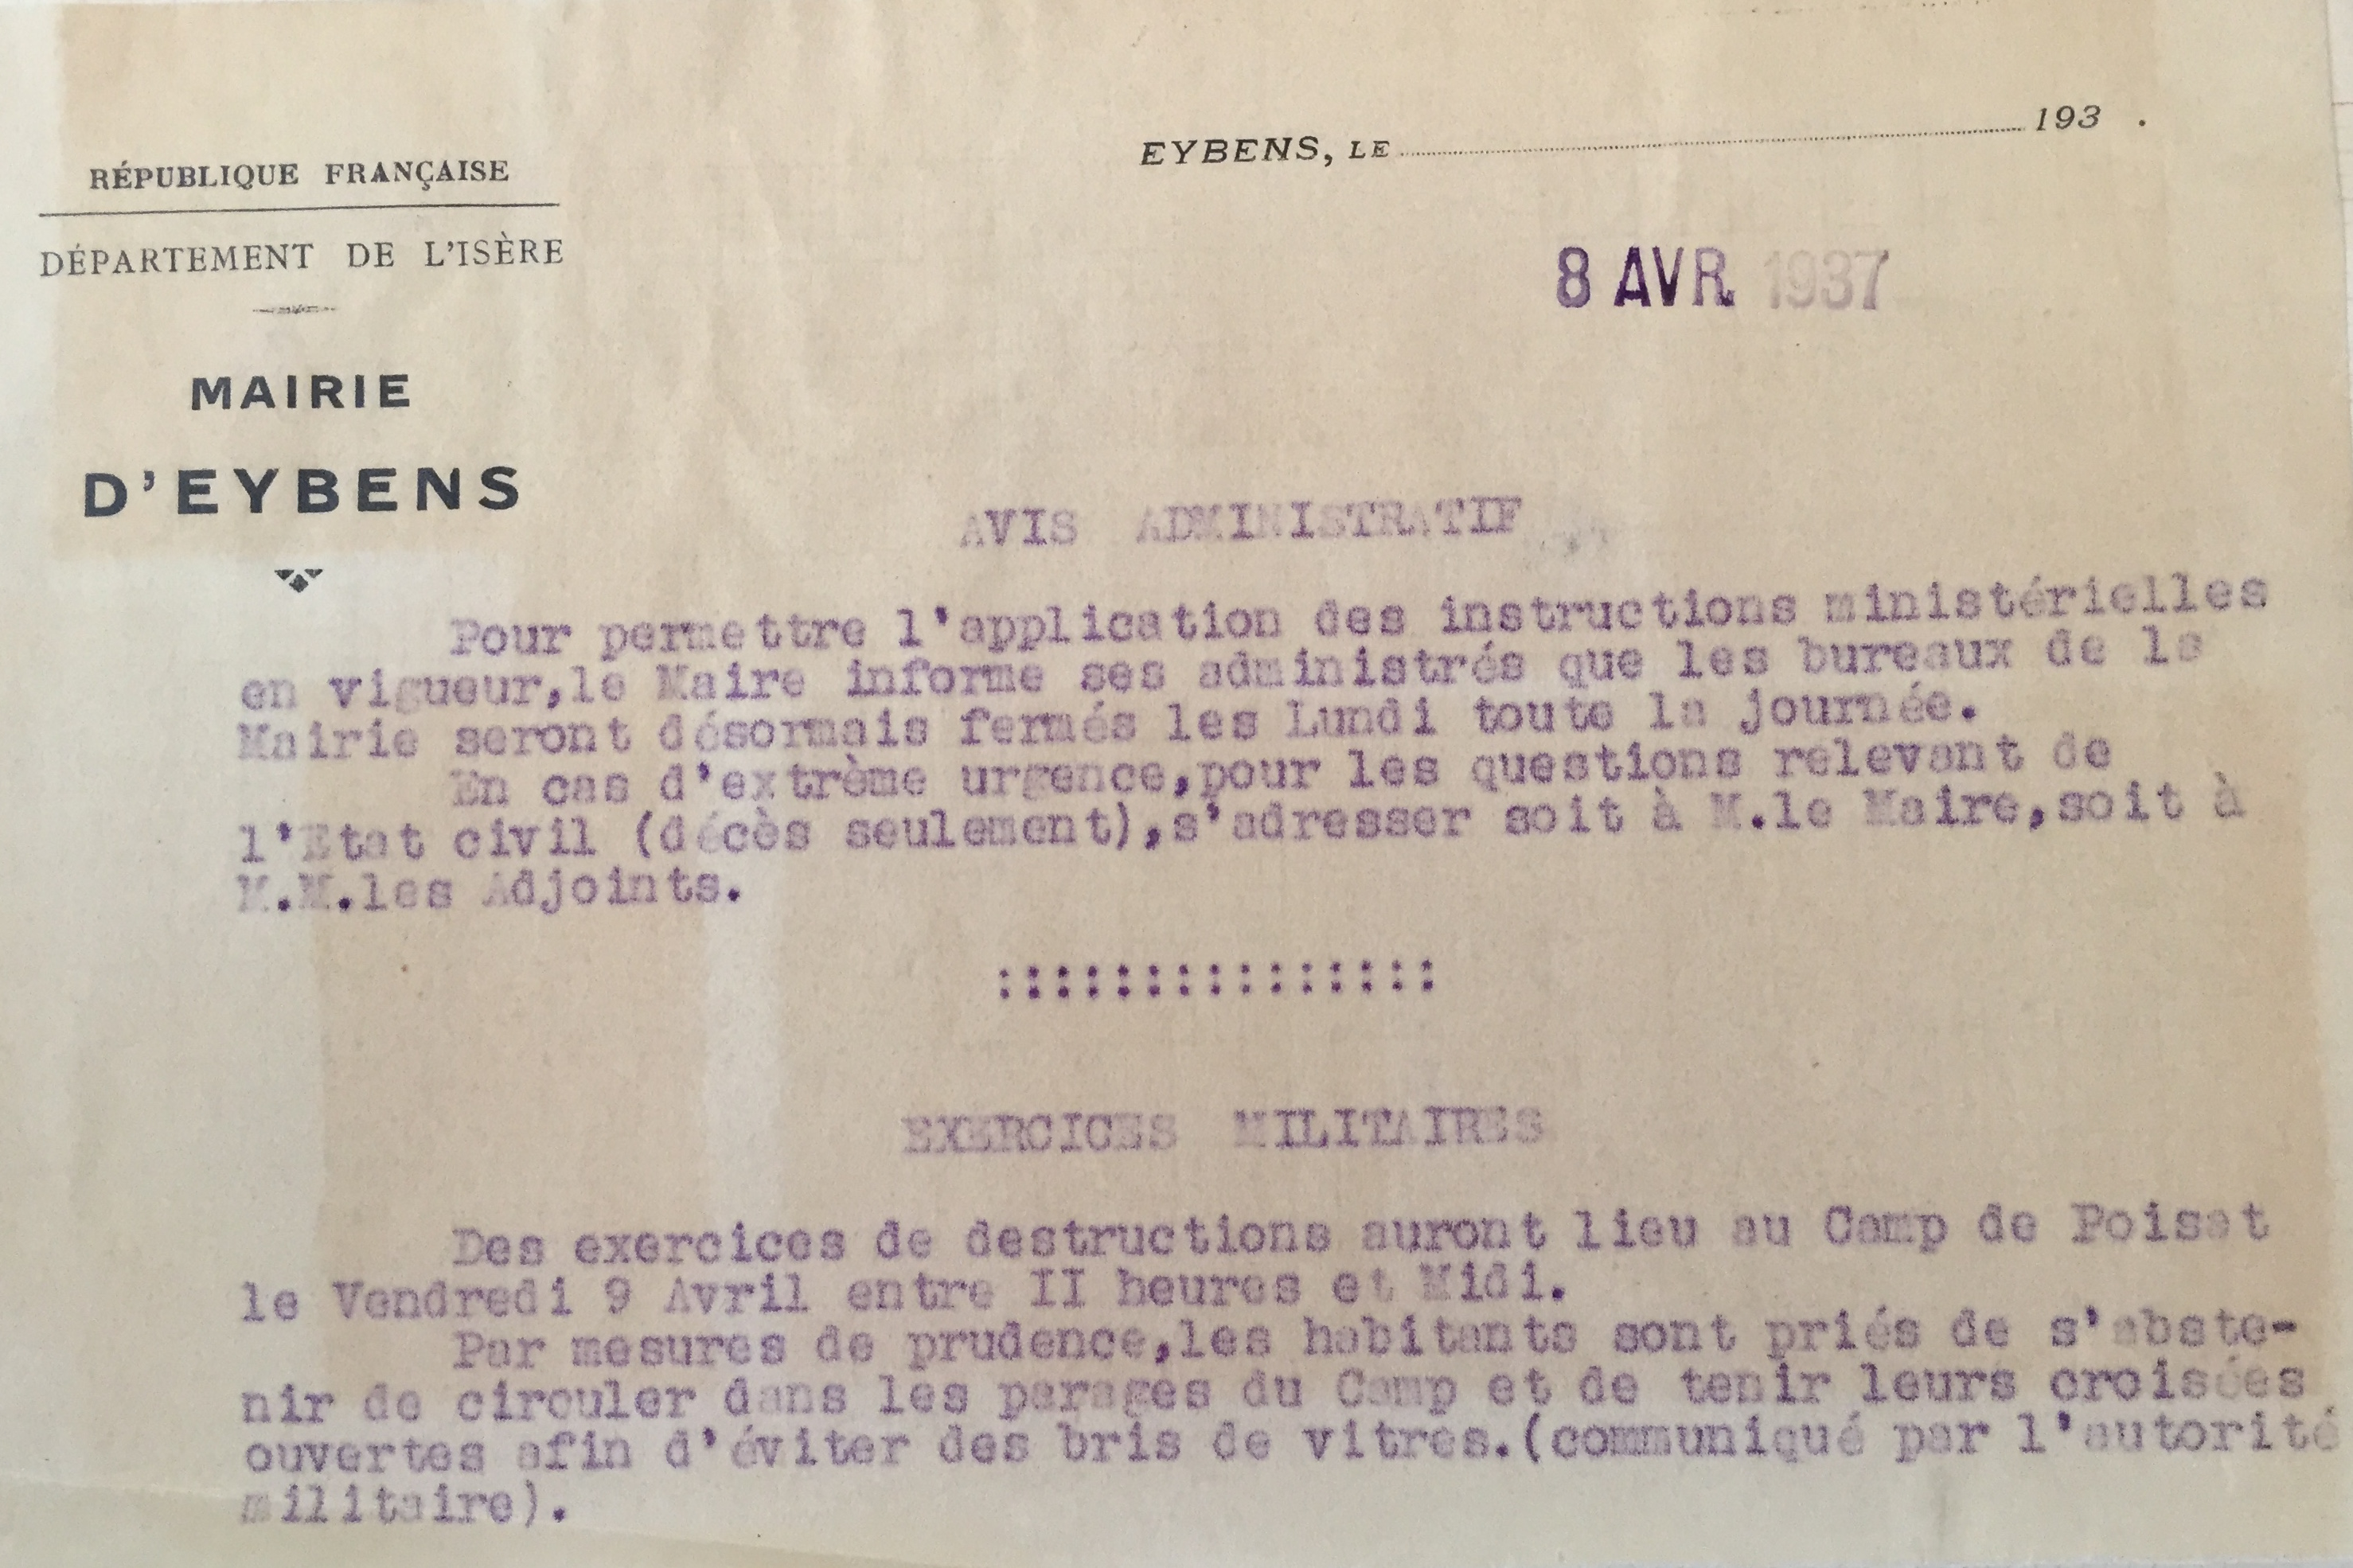 RÉPUBLIQUE FRANÇAISE
DÉPARTEMENT DE L'ISÈRE
MAIRIE
D'EYBENS
EYBENS, LE 193 .
8 AVR 1937
AVIS ADMINISTRATIF
Pour permettre l'application des instructions ministérielles
en vigueur,le Maire informe ses administrés que les bureaux de la
Mairie seront désormais fermés les Lundi toute la journée.
En cas d'extrème urgence,pour les questions relevant de
l'Etat civil (décès seulement),s'adresser soit à M.le Maire,soit à
M.M.les Adjoints.
::::::::::::::: 
EXERCICES MILITAIRES
Des exercices de destructions auront lieu au Camp de Poisat
le Vendredi 9 Avril entre II heures et Midi.
Par mesures de prudence,les habitants sont priés de s'abste-
nir de circuler dans les parages du Camp et de tenir leurs croisées
ouvertes afin d'éviter des bris de vitres.(communiqué par l'autorité
militaire).